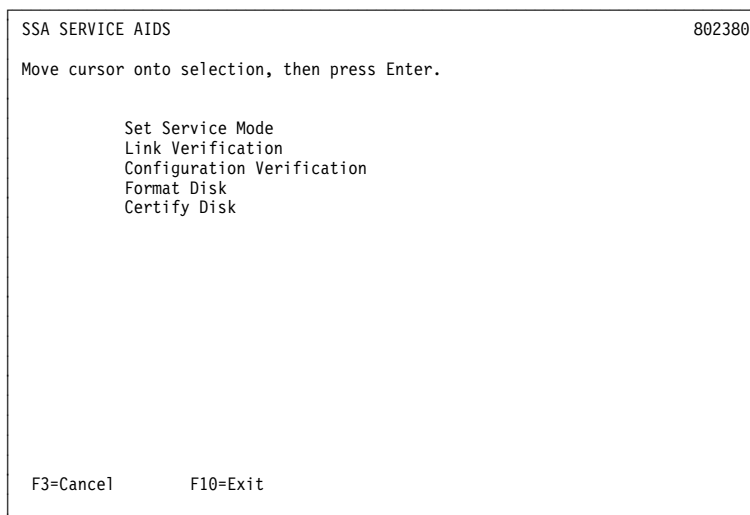 SSA SERVICE AIDS 802380
Move cursor onto selection, then press Enter.
Set Service Mode
Link Verification
Configuration Verification
Format Disk
Certify Disk
F3=Cancel F10=Exit